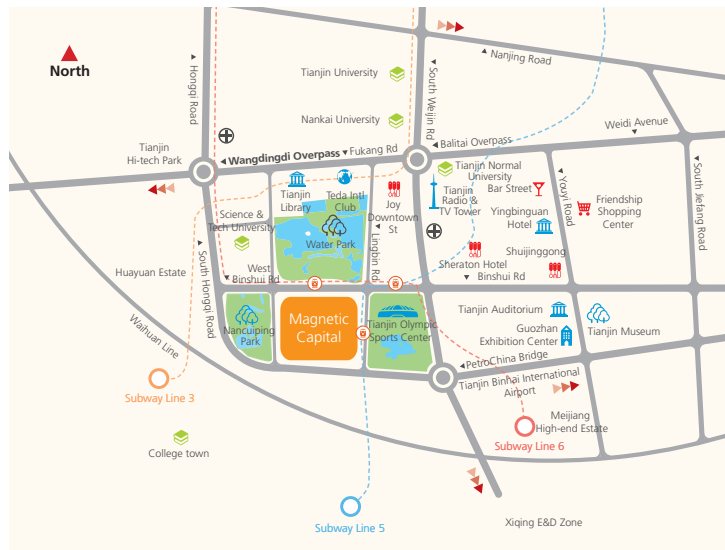 North
Hongqi Road
Tianjin University
South Weijin Rd
Nanjing Road
Nankai University
Weidi Avenue
Tianjin
Hi-tech Park
Wangdingdi Overpass
Fukang Rd
Balitai Overpass
Tianjin Normal
University
Bar Street
Tianjin
Library
Teda Intl
Club
Joy
Downtown
St
Tianjin
Radio &
TV Tower
Youyi Road
Friendship
Shopping
Center
South Jiefang Road
Science &
Tech University
Water Park
Lingbin Rd
Yingbinguan
Hotel
Shuijinggong
Sheraton Hotel
Binshui Rd
Huayuan Estate
South Hongqi Road
West
Binshui Rd
Waihuan Line
Nancuiping
Park
Magnetic
Capital
Tianjin Olympic
Sports Center
Tianjin Auditorium
Guozhan
Exhibition Center
Tianjin Museum
PetroChina Bridge
Tianjin Binhai International
Airport
Subway Line 3
Meijiang
High-end Estate
Subway Line 6
College town
Subway Line 5
Xiqing E&D Zone